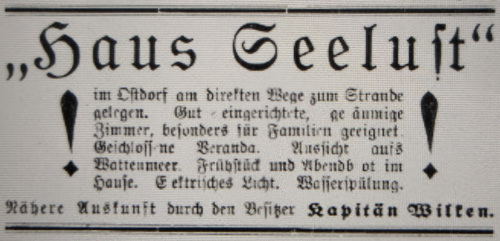 „Haus Seelust“
im Ostdorf am direkten Wege zum Strande
gelegen. Gut eingerichtete, ge äumige
Zimmer, besonders für Familien geeignet.
Geschloss ne Veranda. Aussicht aufs
Wattenmeer. Frühstück und Abendb ot im
Hause. E ektrisches Licht. Wasserspülung.
Nähere Auskunft durch den Besitzer Kapitän Wilken.